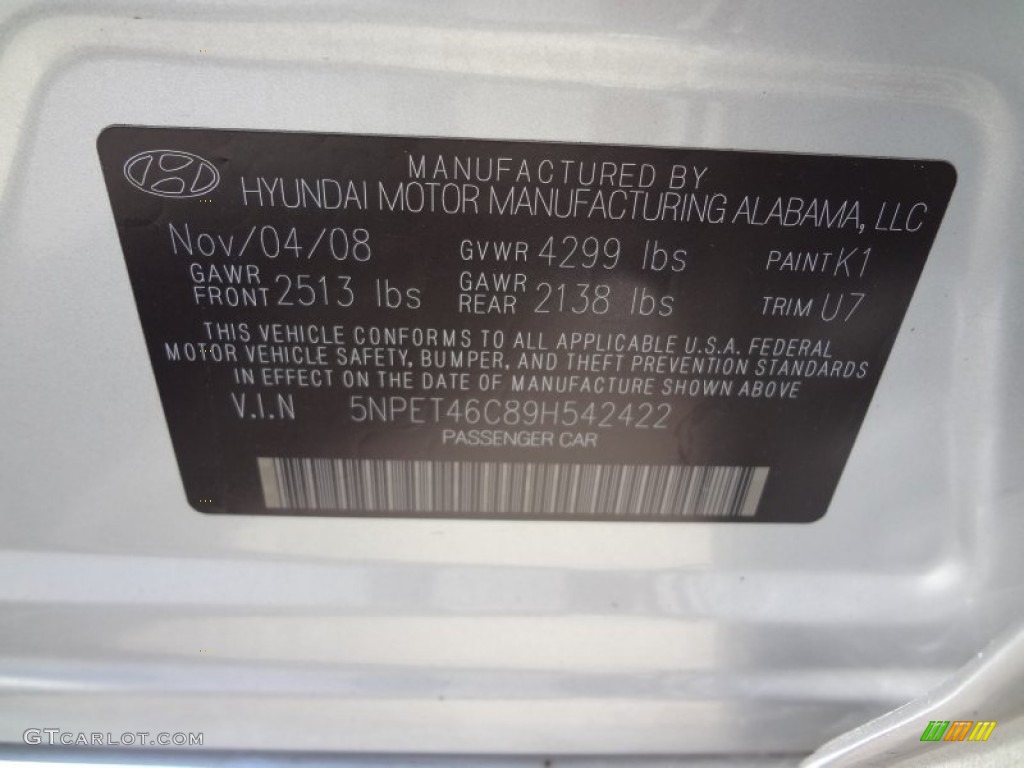 MANUFACTURED BY
HYUNDAI MOTOR MANUFACTURING ALABAMA, LLC
Nov/04/08 GVWR 4299 lbs PAINT K1
GAWR FRONT 2513 lbs GAWR REAR 2138 lbs TRIM U7
THIS VEHICLE CONFORMS TO ALL APPLICABLE U.S.A. FEDERAL
MOTOR VEHICLE SAFETY, BUMPER, AND THEFT PREVENTION STANDARDS
IN EFFECT ON THE DATE OF MANUFACTURE SHOWN ABOVE
V.I.N 5NPET46C89H542422
PASSENGER CAR
GTCARLOT.COM